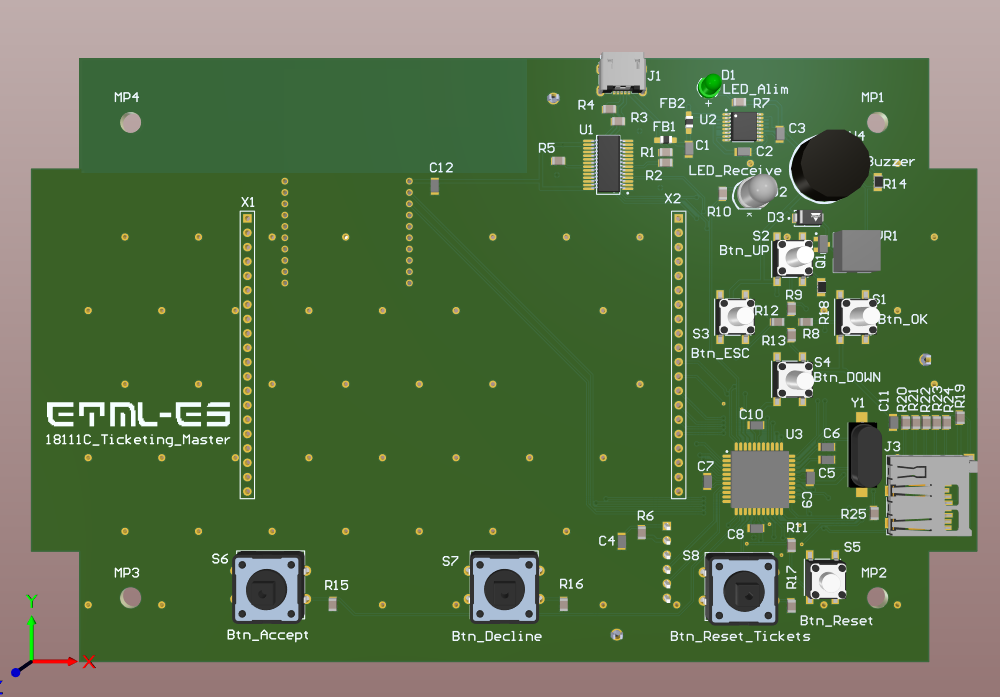 J1
D1
LED_Alim
MP4
R4
FB2
R7
MP1
R3
U2
U1
FB1
C3
R5
R1
C1
C2
R2
LED_Receive
Buzzer
C12
R14
X1
X2
R10
D3
S2
Btn_UP
Q1
R9
R12
R18
S1
Btn_OK
S3
R13
R8
Btn_ESC
S4
Btn_DOWN
ETML-ES
18111C_Ticketing_Master
Y1
C11
R20
R21
R22
R23
R24
R19
C10
U3
C6
J3
C7
C5
C9
R25
R6
C4
C8
R11
S6
S7
S8
S5
MP3
R15
R16
R17
MP2
Btn_Accept
Btn_Decline
Btn_Reset_Tickets
Btn_Reset
Y
X